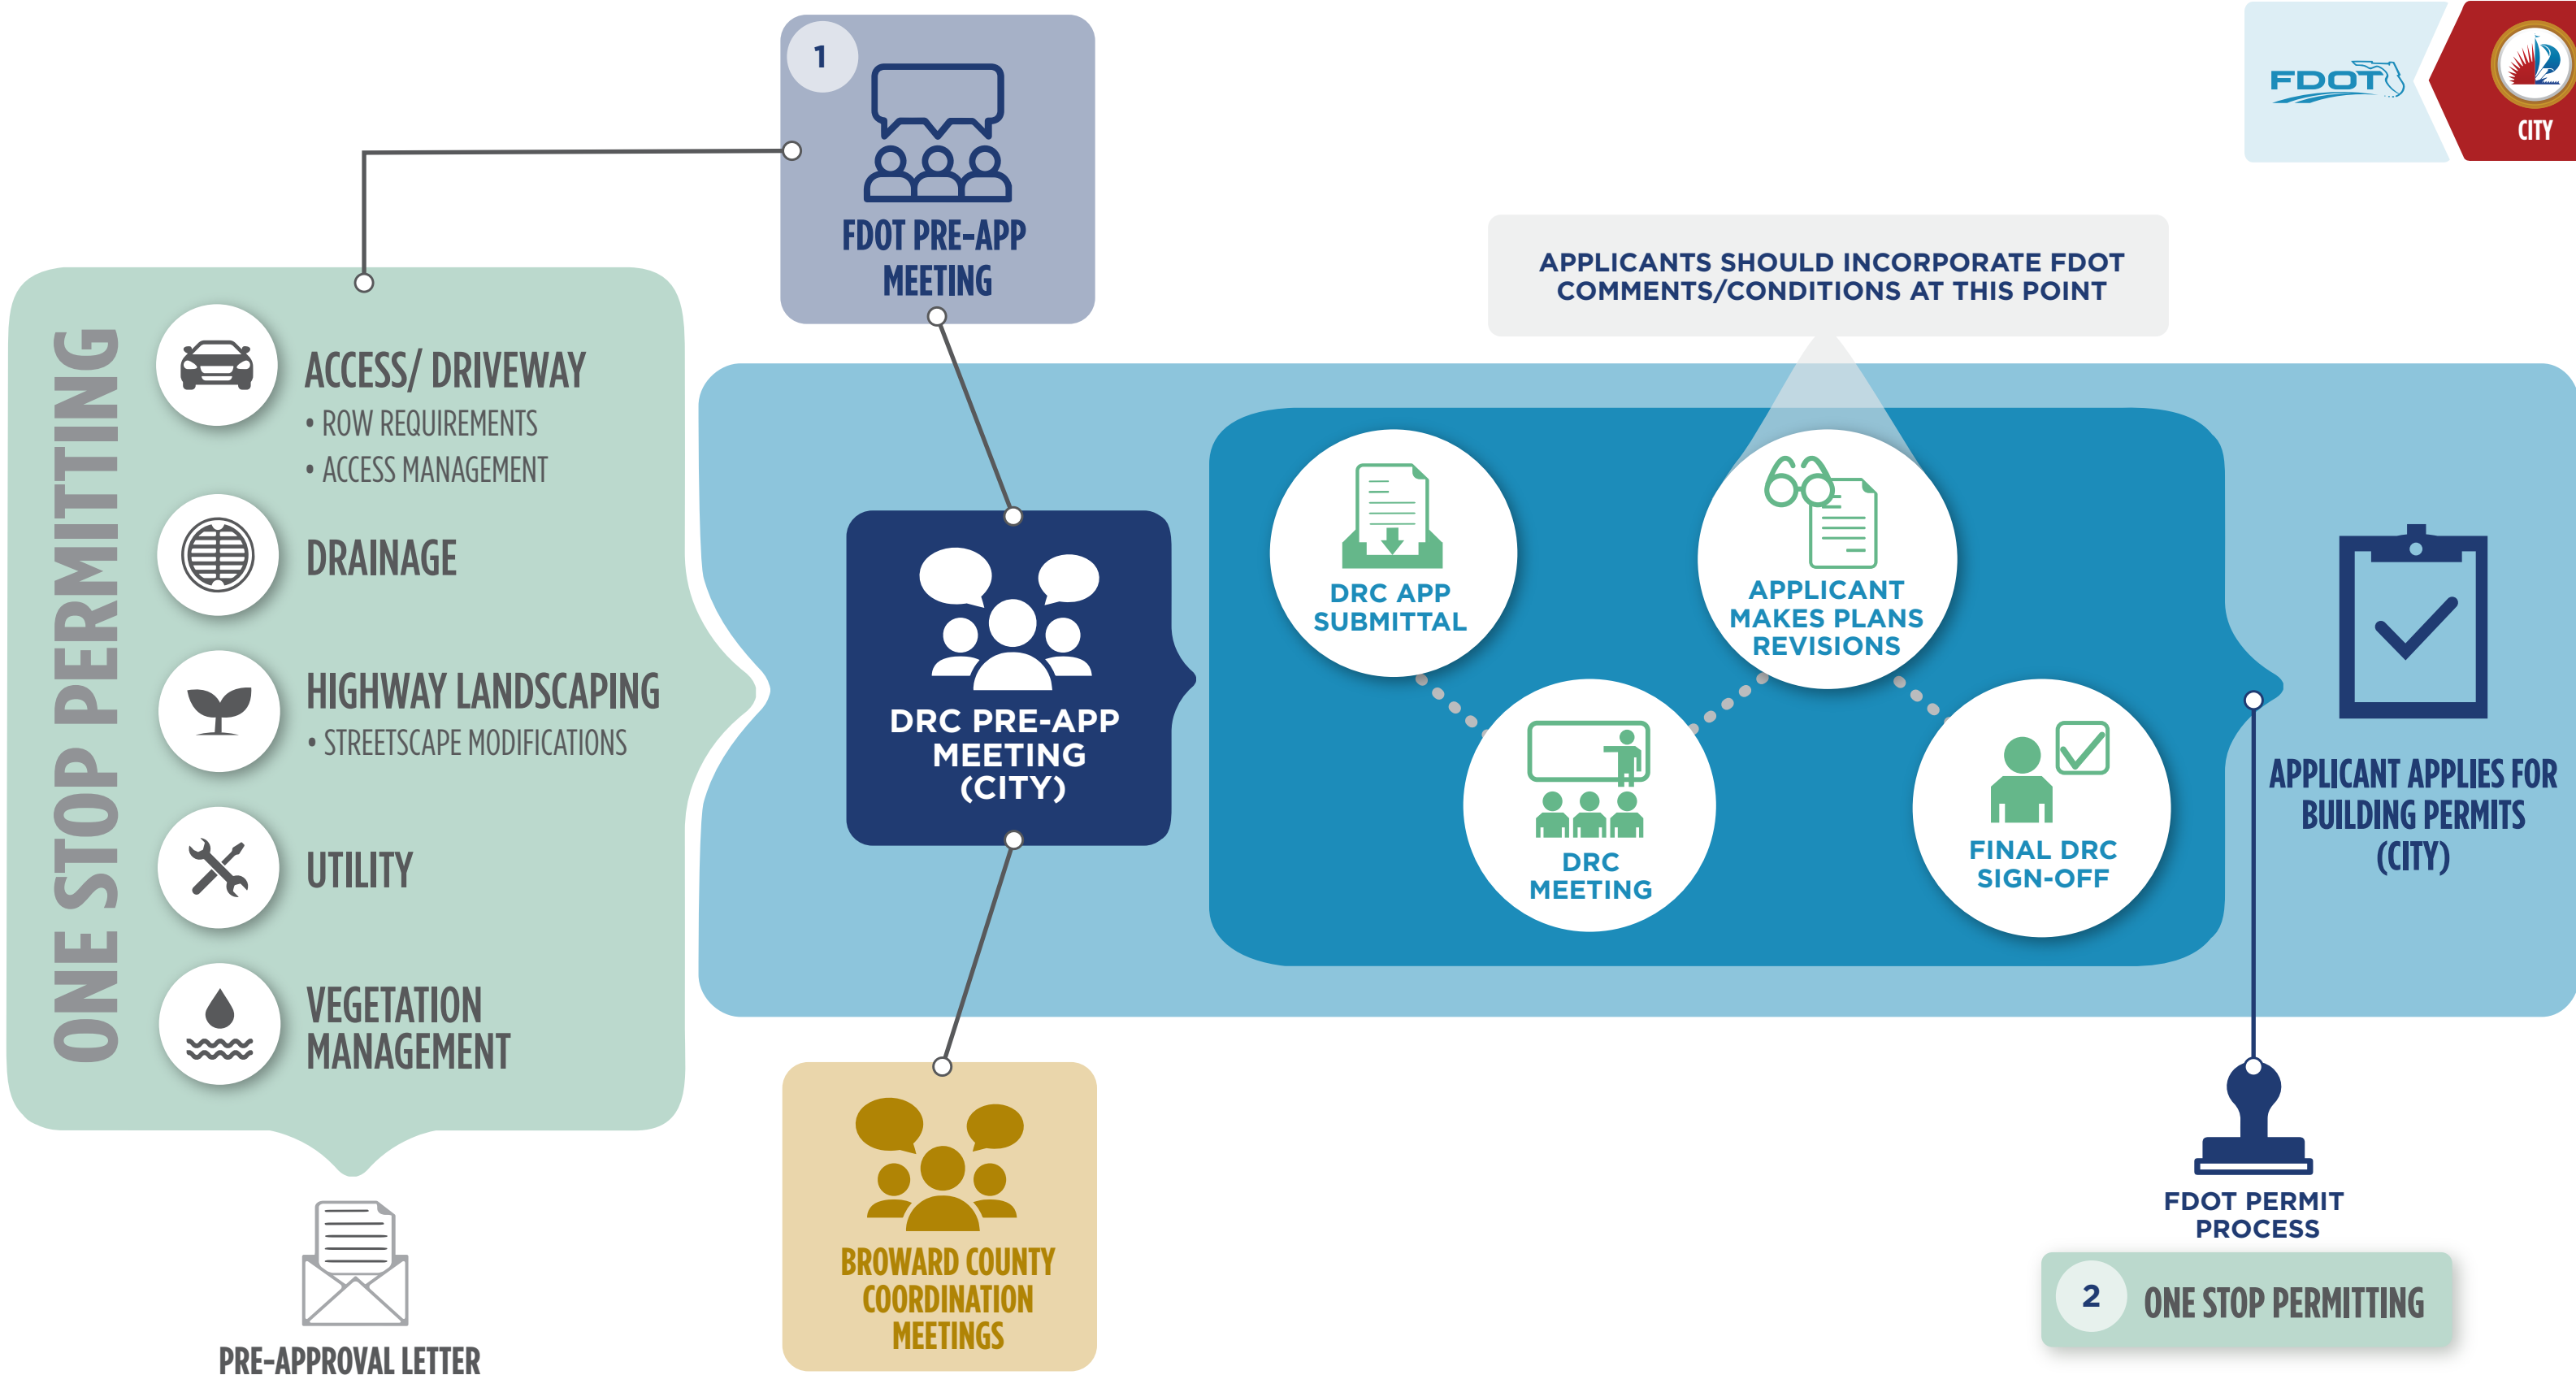 1
FDOT PRE-APP
MEETING
FDOT
CITY
APPLICANTS SHOULD INCORPORATE FDOT
COMMENTS/CONDITIONS AT THIS POINT
ONE STOP PERMITTING
ACCESS/ DRIVEWAY
• ROW REQUIREMENTS
• ACCESS MANAGEMENT
DRAINAGE
HIGHWAY LANDSCAPING
• STREETSCAPE MODIFICATIONS
UTILITY
VEGETATION
MANAGEMENT
PRE-APPROVAL LETTER
DRC PRE-APP
MEETING
(CITY)
BROWARD COUNTY
COORDINATION
MEETINGS
DRC APP
SUBMITTAL
DRC
MEETING
APPLICANT
MAKES PLANS
REVISIONS
FINAL DRC
SIGN-OFF
APPLICANT APPLIES FOR
BUILDING PERMITS
(CITY)
FDOT PERMIT
PROCESS
2
ONE STOP PERMITTING